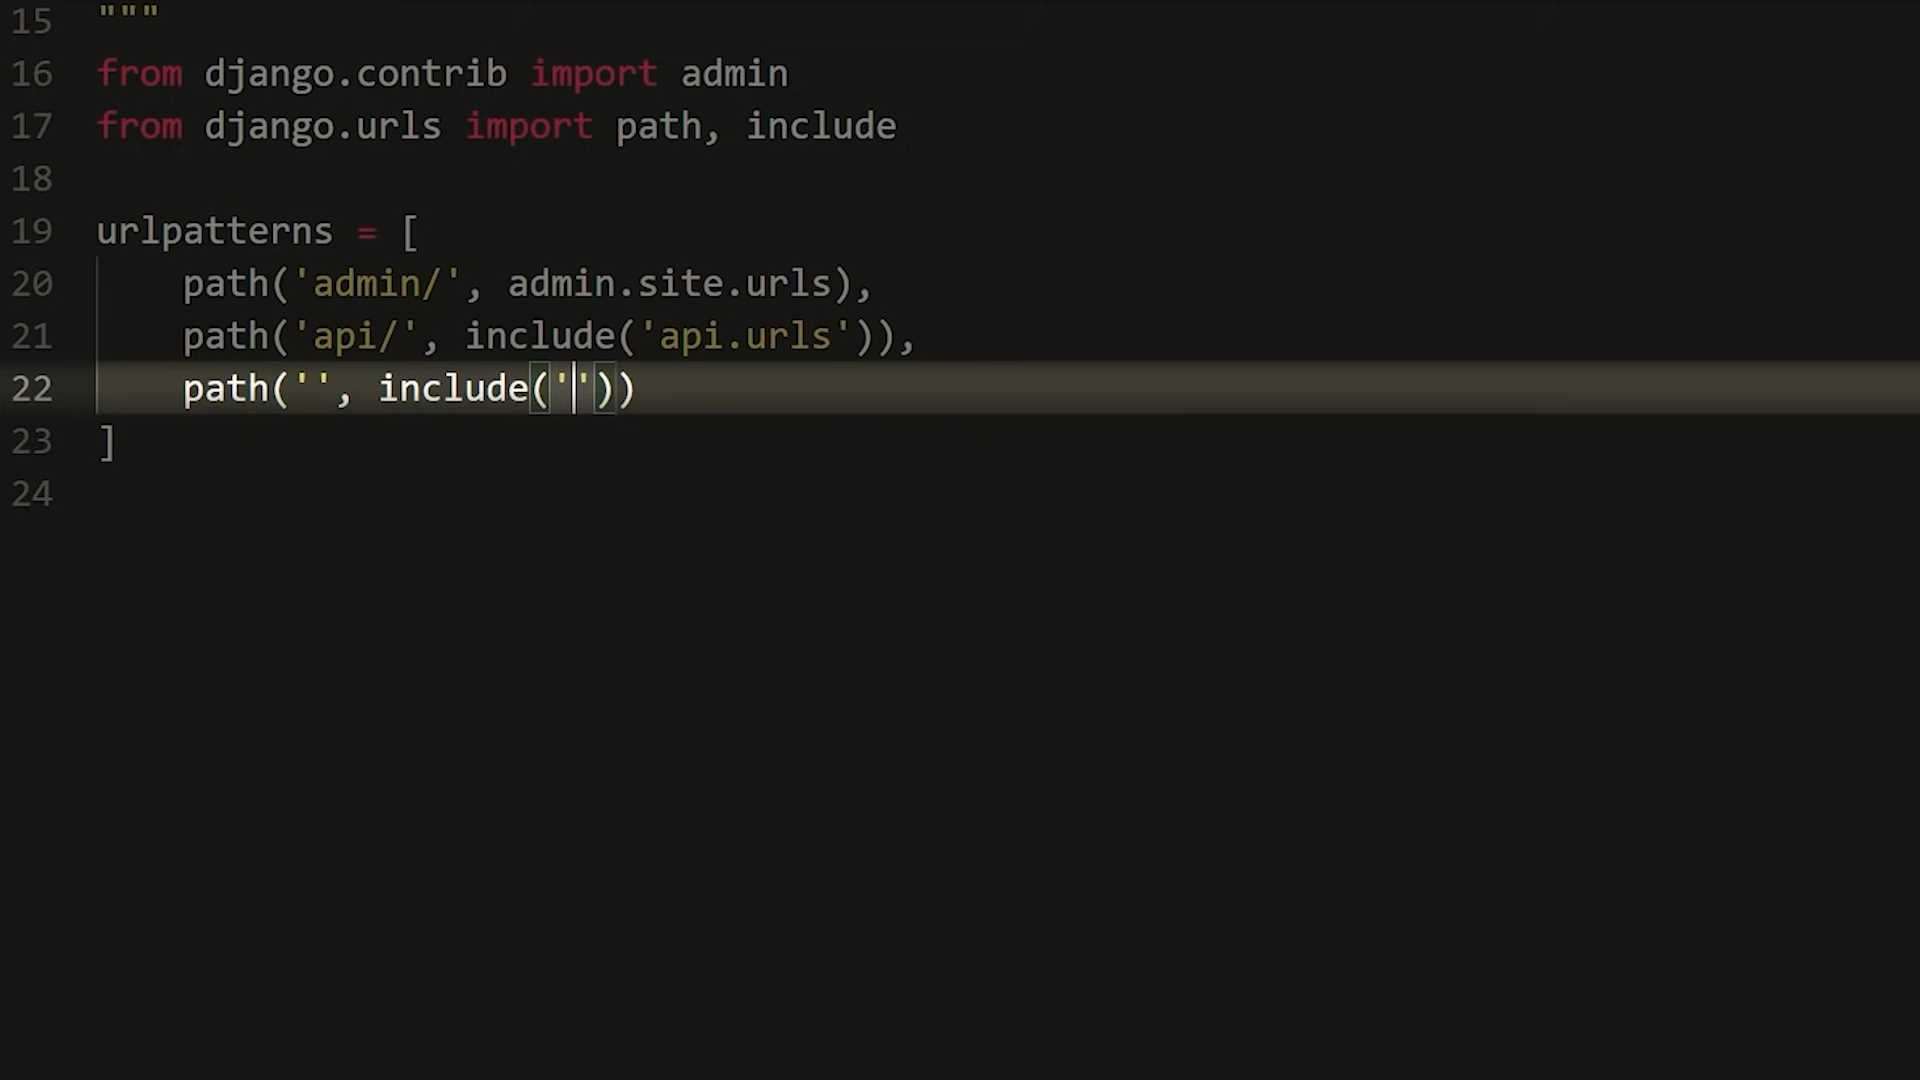 15 """
16 from django.contrib import admin
17 from django.urls import path, include
18
19 urlpatterns = [
20     path('admin/', admin.site.urls),
21     path('api/', include('api.urls')),
22     path('', include(''))
23 ]
24